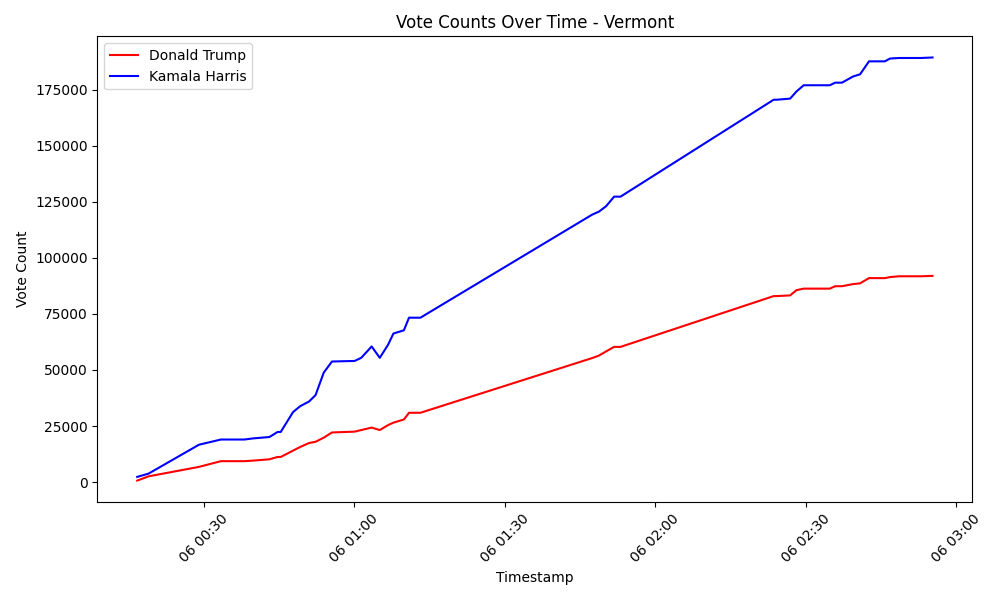 Vote Counts Over Time - Vermont
Donald Trump
Kamala Harris
Vote Count
175000
150000
125000
100000
75000
50000
25000
0
06 00:30
06 01:00
06 01:30
06 02:00
06 02:30
06 03:00
Timestamp